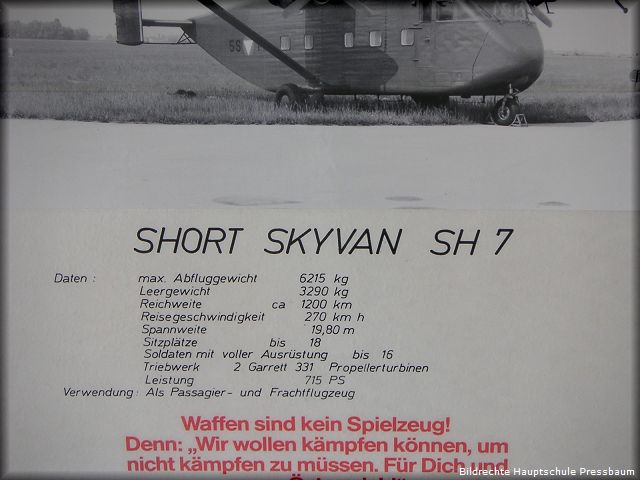 5S
SHORT SKYVAN SH 7
Daten : max. Abfluggewicht 6215 kg
Leergewicht 3290 kg
Reichweite ca 1200 km
Reisegeschwindigkeit 270 km h
Spannweite 19,80 m
Sitzplätze bis 18
Soldaten mit voller Ausrüstung bis 16
Triebwerk 2 Garrett 331 Propellerturbinen
Leistung 715 PS
Verwendung: Als Passagier- und Frachtflugzeug
Waffen sind kein Spielzeug!
Denn: „Wir wollen kämpfen können, um
nicht kämpfen zu müssen. Für Dich und
Bildrechte Hauptschule Pressbaum